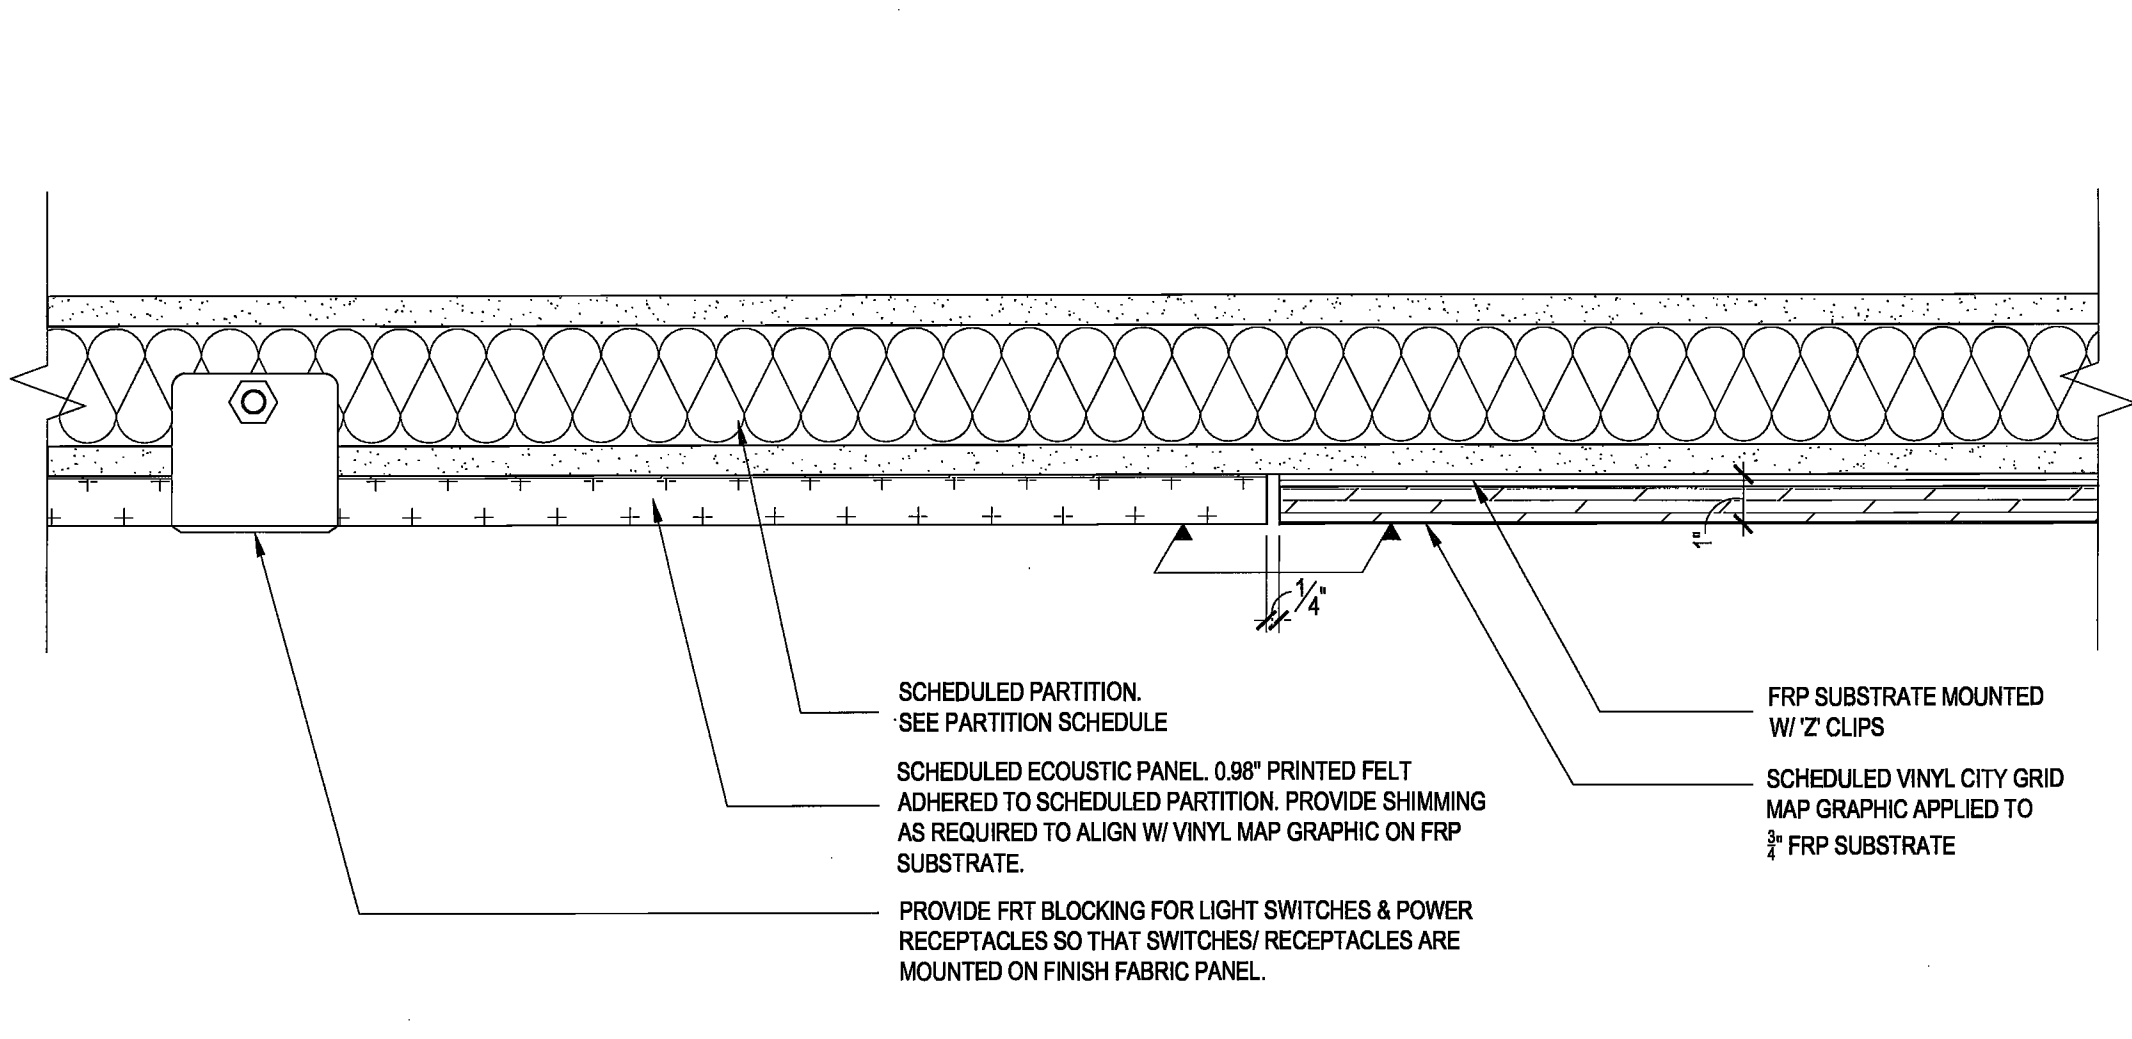 1"
1/4"
SCHEDULED PARTITION.
SEE PARTITION SCHEDULE
SCHEDULED ECOUSTIC PANEL. 0.98" PRINTED FELT
ADHERED TO SCHEDULED PARTITION. PROVIDE SHIMMING
AS REQUIRED TO ALIGN W/ VINYL MAP GRAPHIC ON FRP
SUBSTRATE.
PROVIDE FRT BLOCKING FOR LIGHT SWITCHES & POWER
RECEPTACLES SO THAT SWITCHES/ RECEPTACLES ARE
MOUNTED ON FINISH FABRIC PANEL.
FRP SUBSTRATE MOUNTED
W/ 'Z' CLIPS
SCHEDULED VINYL CITY GRID
MAP GRAPHIC APPLIED TO
3/4" FRP SUBSTRATE